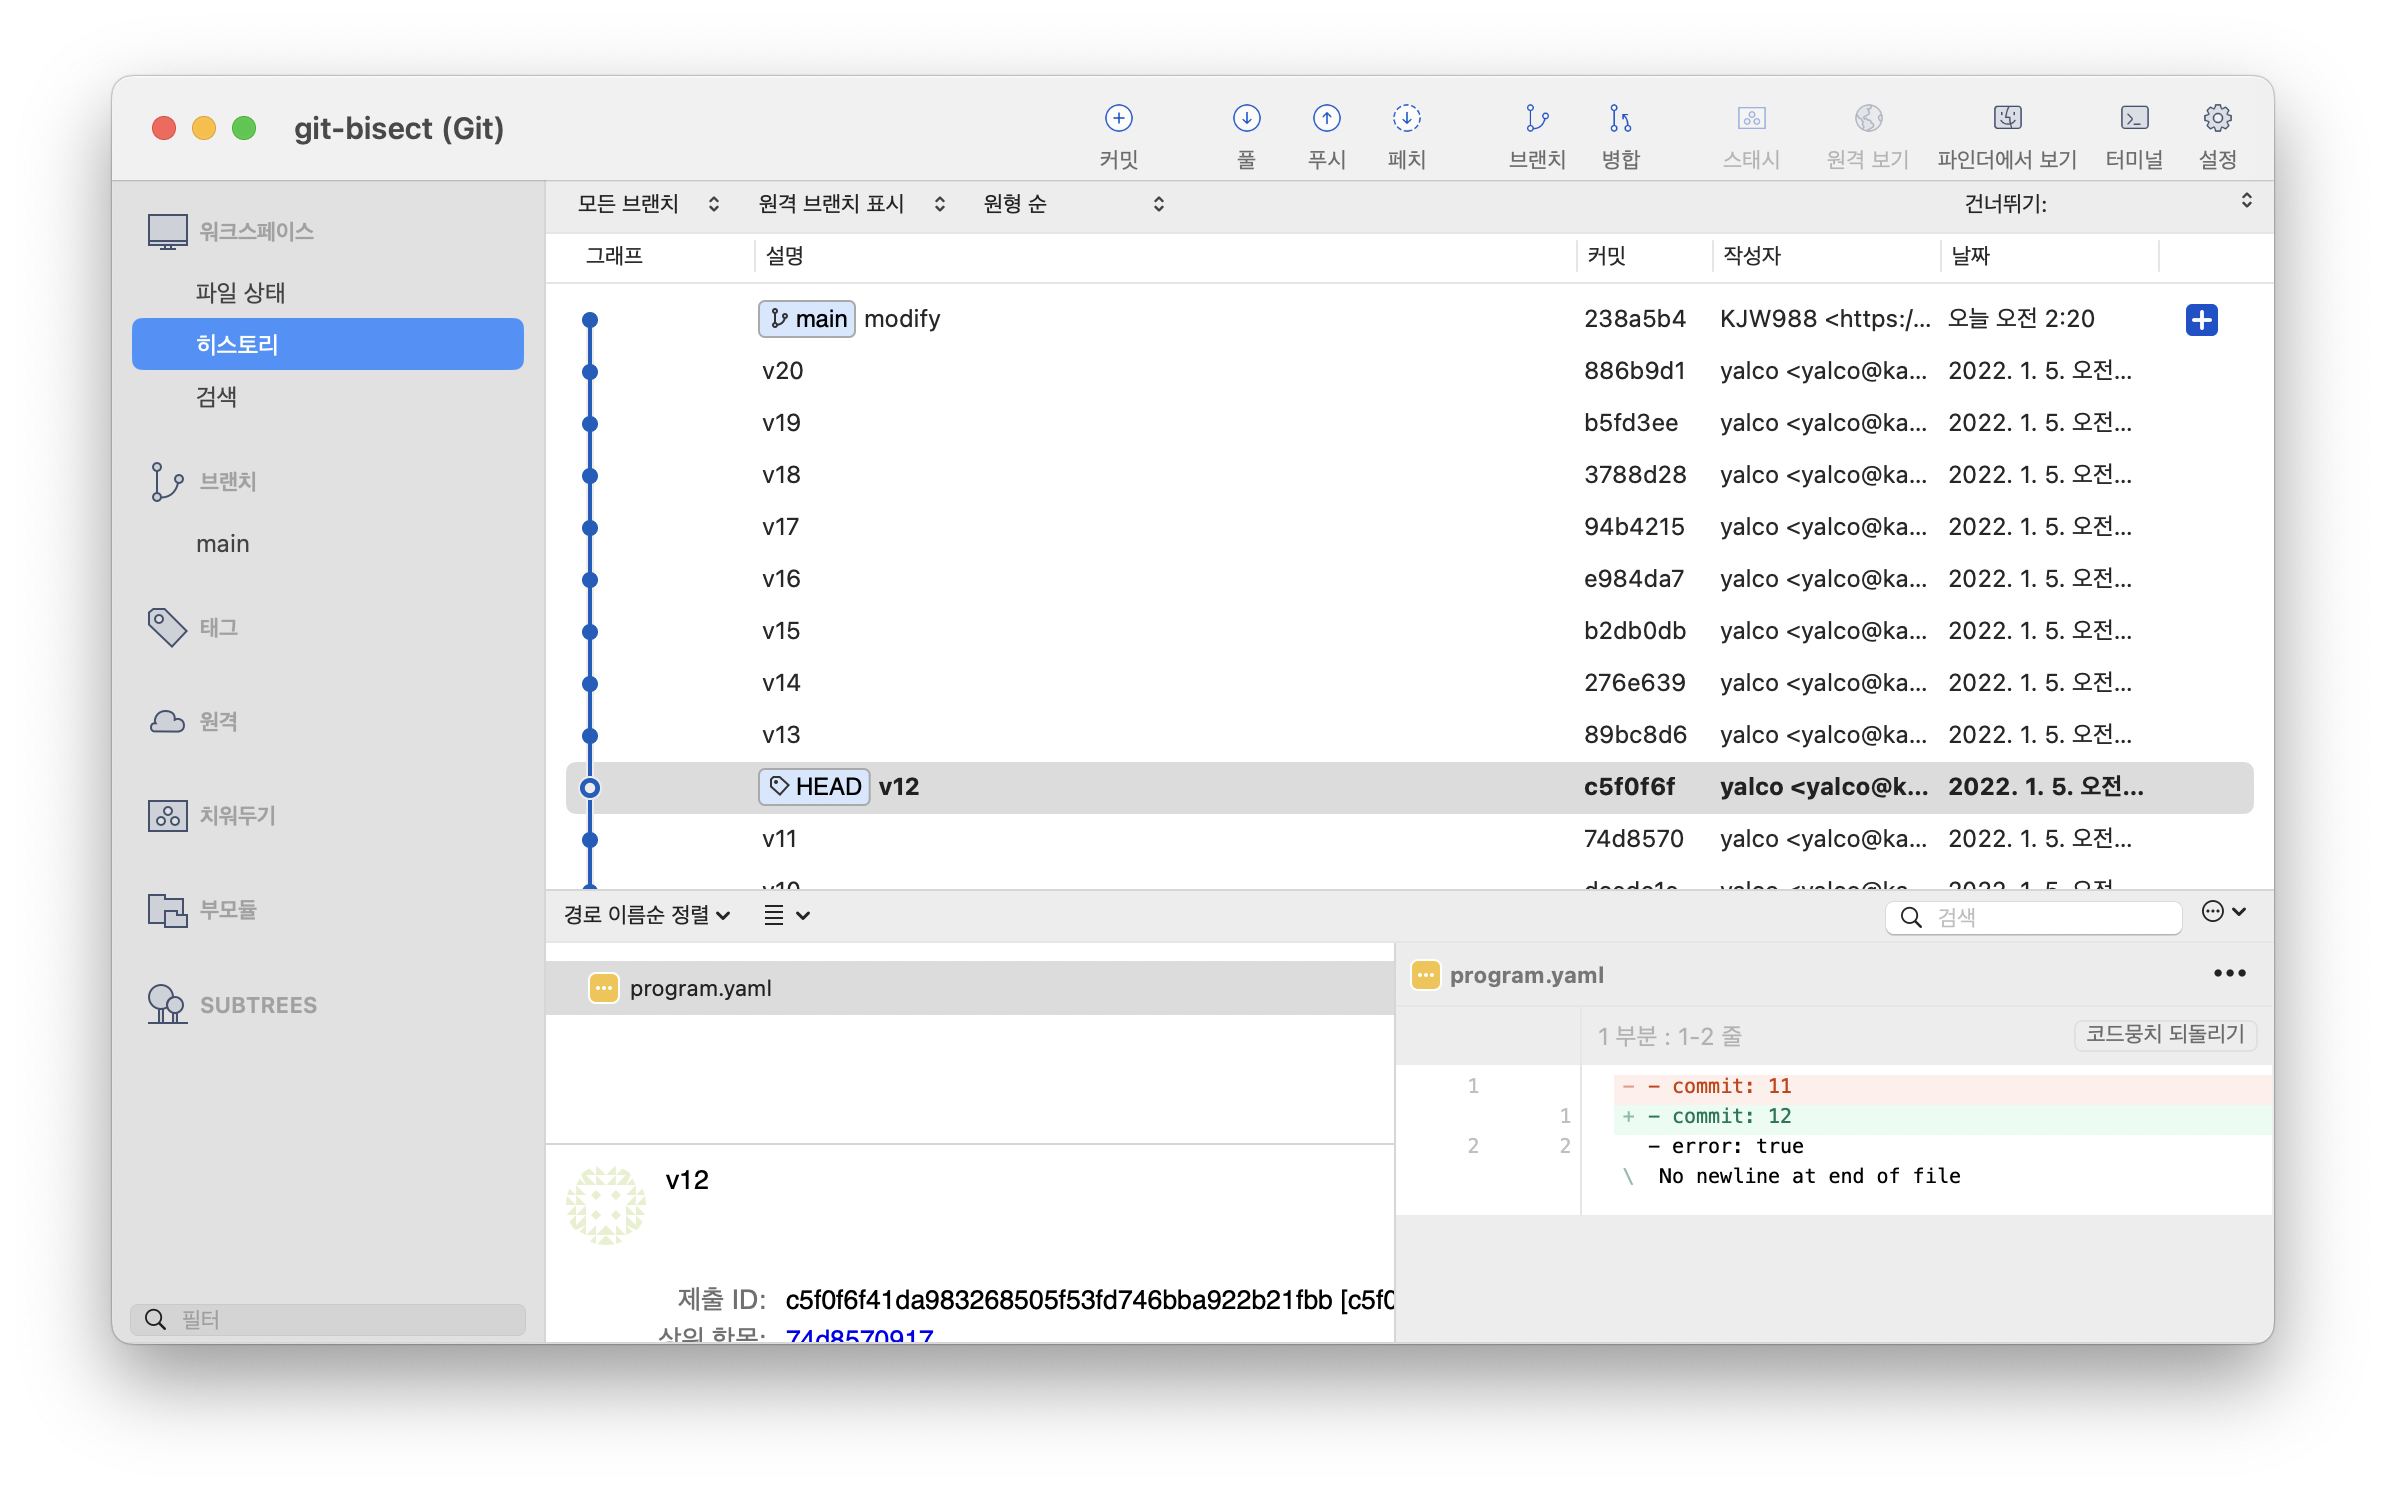 git-bisect (Git)
커밋 풀 푸시 페치 브랜치 병합 스태시 원격 보기 파인더에서 보기 터미널 설정
워크스페이스
파일 상태
히스토리
검색
브랜치
main
태그
원격
치워두기
부모듈
SUBTREES
필터
모든 브랜치 원격 브랜치 표시 원형 순 건너뛰기:
그래프 설명 커밋 작성자 날짜
main modify 238a5b4 KJW988 <https:/... 오늘 오전 2:20
v20 886b9d1 yalco <yalco@ka... 2022. 1. 5. 오전...
v19 b5fd3ee yalco <yalco@ka... 2022. 1. 5. 오전...
v18 3788d28 yalco <yalco@ka... 2022. 1. 5. 오전...
v17 94b4215 yalco <yalco@ka... 2022. 1. 5. 오전...
v16 e984da7 yalco <yalco@ka... 2022. 1. 5. 오전...
v15 b2db0db yalco <yalco@ka... 2022. 1. 5. 오전...
v14 276e639 yalco <yalco@ka... 2022. 1. 5. 오전...
v13 89bc8d6 yalco <yalco@ka... 2022. 1. 5. 오전...
HEAD v12 c5f0f6f yalco <yalco@k... 2022. 1. 5. 오전...
v11 74d8570 yalco <yalco@ka... 2022. 1. 5. 오전...
v10 yalco <yalco@ka... 2022. 1. 5. 오전
경로 이름순 정렬 검색
program.yaml
v12
제출 ID: c5f0f6f41da983268505f53fd746bba922b21fbb [c5f0
상위 항목: 74d8570917
program.yaml
1 부분 : 1-2 줄 코드뭉치 되돌리기
1 - - commit: 11
1 + - commit: 12
2 2 - error: true
\ No newline at end of file